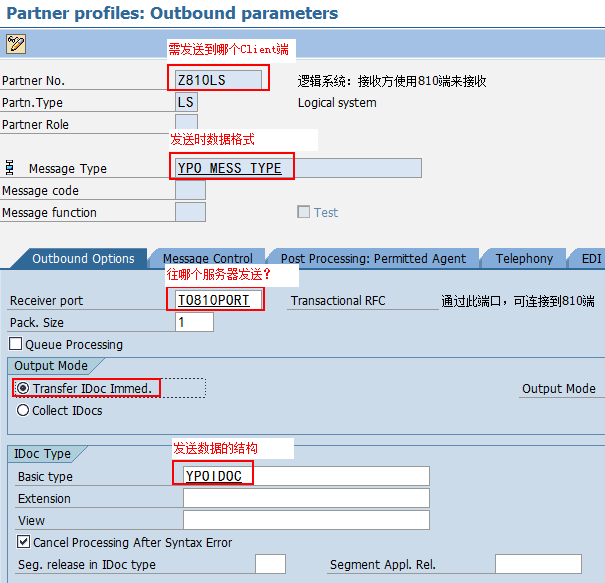 Partner profiles: Outbound parameters
需发送到哪个Client端
Partner No. Z810LS 逻辑系统：接收方使用810端来接收
Partn.Type LS Logical system
Partner Role
发送时数据格式
Message Type YPO_MESS_TYPE
Message code
Message function Test
Outbound Options Message Control Post Processing: Permitted Agent Telephony EDI
往哪个服务器发送？
Receiver port TO810PORT Transactional RFC 通过此端口，可连接到810端
Pack. Size 1
Queue Processing
Output Mode
Transfer IDoc Immed. Output Mode
Collect IDocs
发送数据的结构
IDoc Type
Basic type YPOIDOC
Extension
View
Cancel Processing After Syntax Error
Seg. release in IDoc type Segment Appl. Rel.